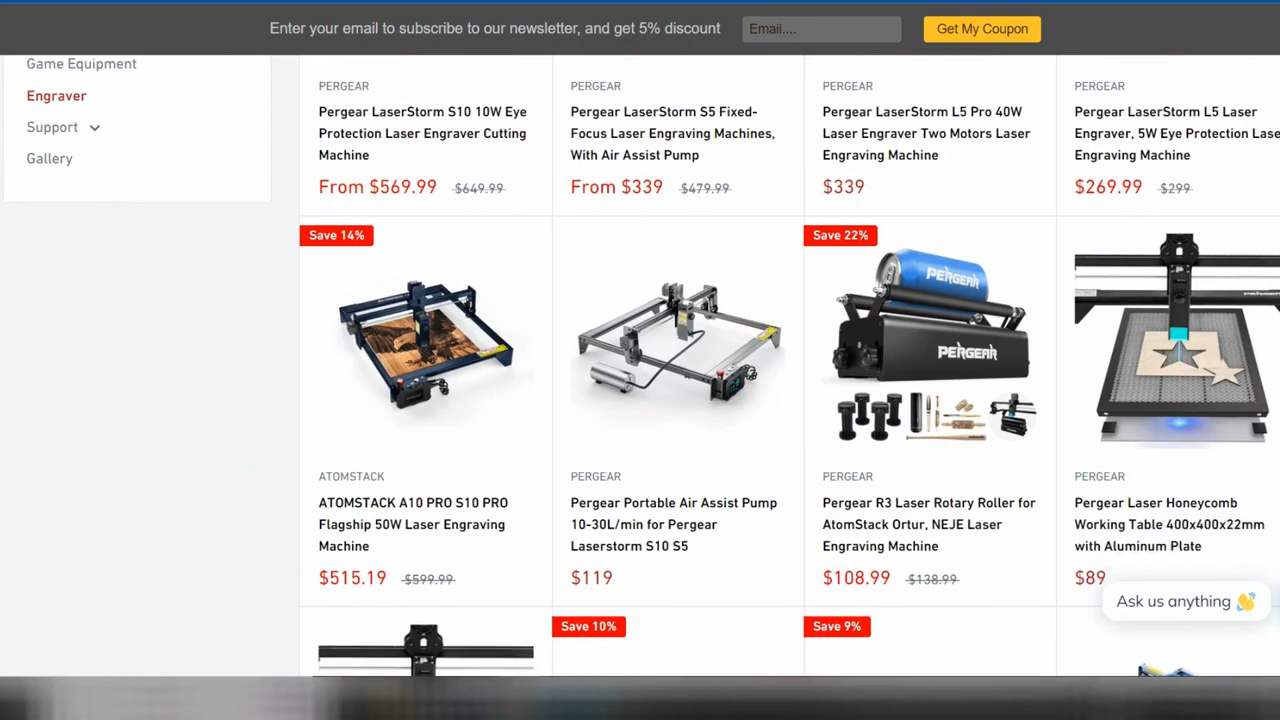 Enter your email to subscribe to our newsletter, and get 5% discount
Email....
Get My Coupon
Game Equipment
Engraver
Support
Gallery
PERGEAR
Pergear LaserStorm S10 10W Eye
Protection Laser Engraver Cutting
Machine
From $569.99 $649.99
PERGEAR
Pergear LaserStorm S5 Fixed-
Focus Laser Engraving Machines,
With Air Assist Pump
From $339 $479.99
PERGEAR
Pergear LaserStorm L5 Pro 40W
Laser Engraver Two Motors Laser
Engraving Machine
$339
PERGEAR
Pergear LaserStorm L5 Laser
Engraver, 5W Eye Protection Lase
Engraving Machine
$269.99 $299
Save 14%
ATOMSTACK
ATOMSTACK A10 PRO S10 PRO
Flagship 50W Laser Engraving
Machine
$515.19 $599.99
PERGEAR
Pergear Portable Air Assist Pump
10-30L/min for Pergear
Laserstorm S10 S5
$119
Save 22%
PERGEAR
PERGEAR
PERGEAR
Pergear R3 Laser Rotary Roller for
AtomStack Ortur, NEJE Laser
Engraving Machine
$108.99 $138.99
PERGEAR
Pergear Laser Honeycomb
Working Table 400x400x22mm
with Aluminum Plate
$89
Ask us anything 👋
Save 10%
Save 9%